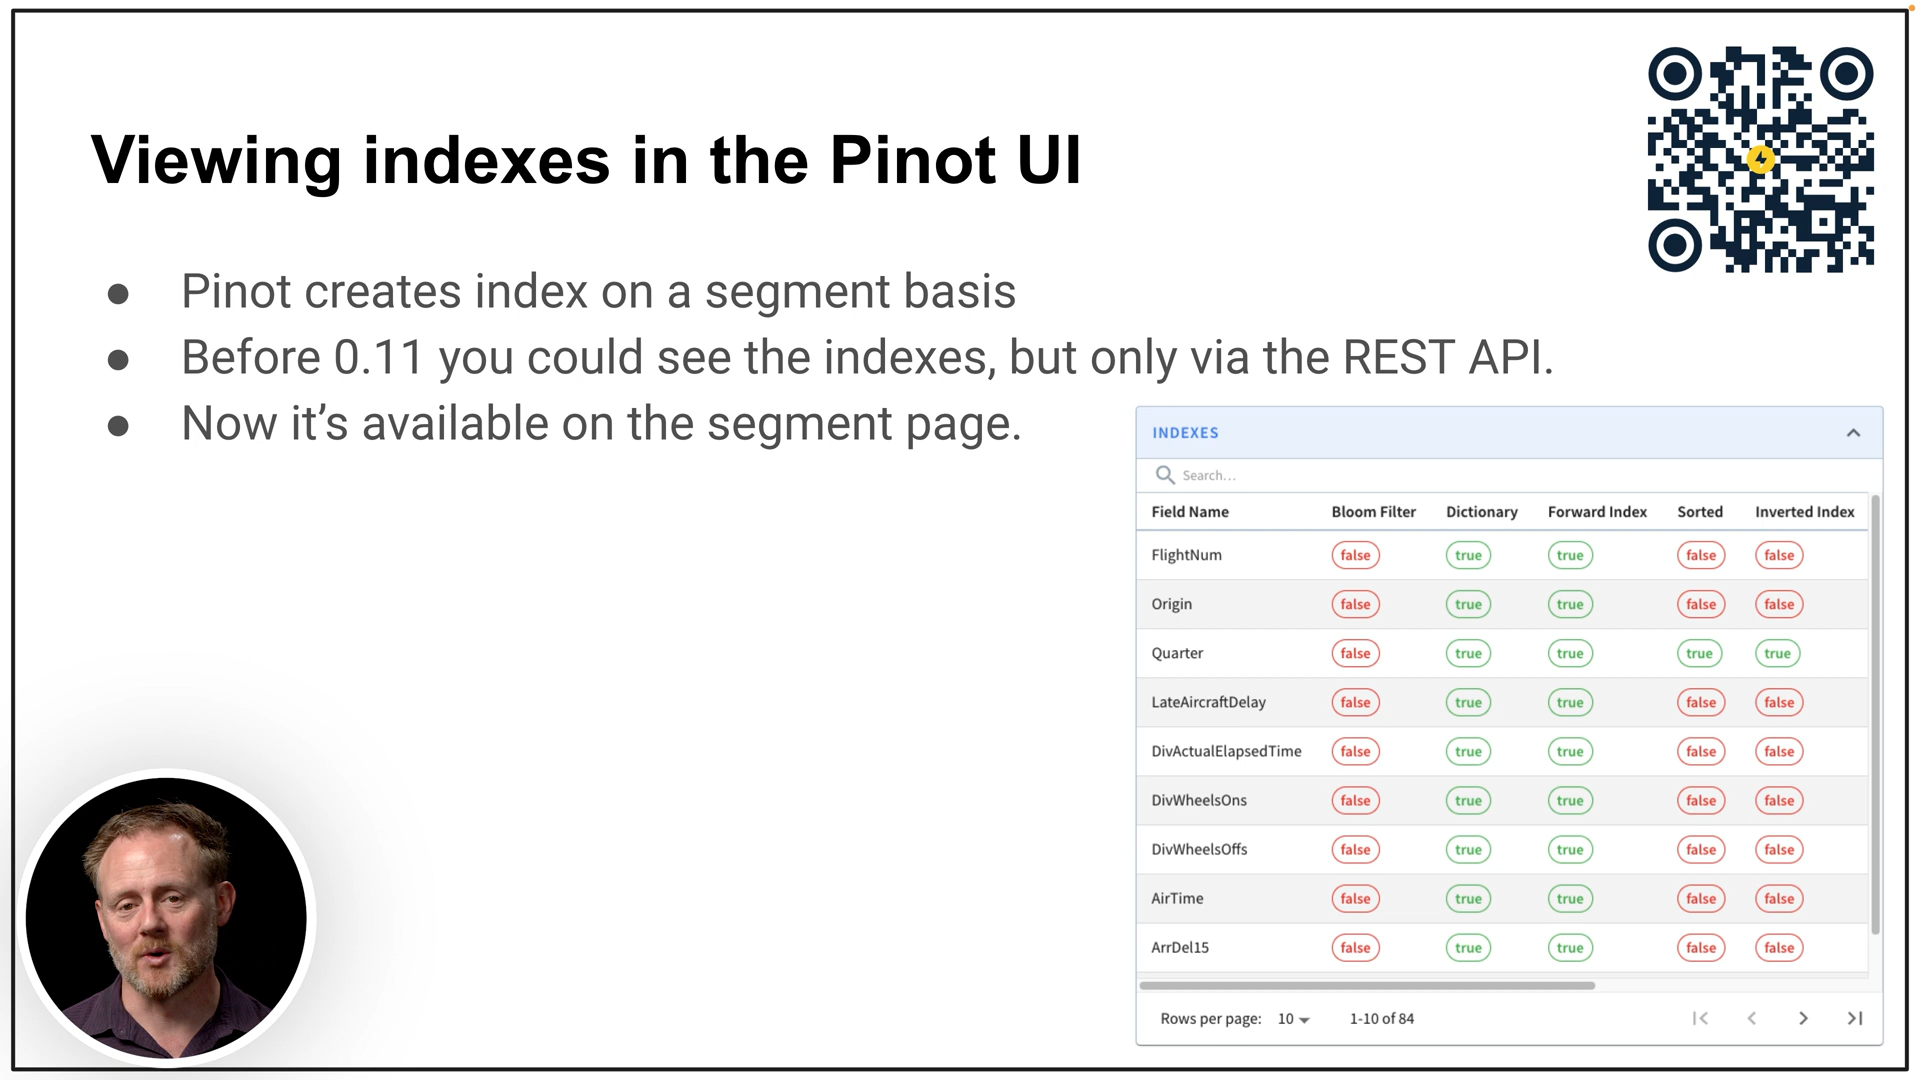 Viewing indexes in the Pinot UI
● Pinot creates index on a segment basis
● Before 0.11 you could see the indexes, but only via the REST API.
● Now it’s available on the segment page.
INDEXES
Search...
Field Name Bloom Filter Dictionary Forward Index Sorted Inverted Index
FlightNum false true true false false
Origin false true true false false
Quarter false true true true true
LateAircraftDelay false true true false false
DivActualElapsedTime false true true false false
DivWheelsOns false true true false false
DivWheelsOffs false true true false false
AirTime false true true false false
ArrDel15 false true true false false
Rows per page: 10 1-10 of 84